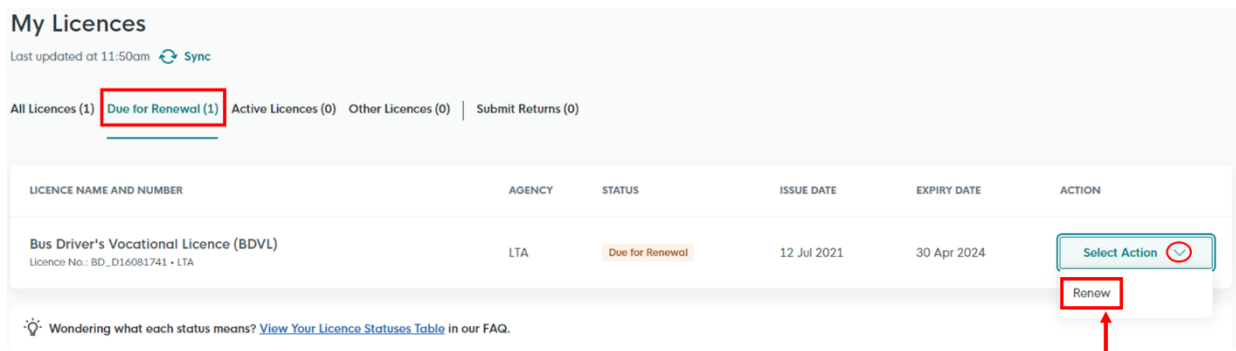 My Licences
Last updated at 11:50am Sync
All Licences (1) Due for Renewal (1) Active Licences (0) Other Licences (0) Submit Returns (0)
LICENCE NAME AND NUMBER AGENCY STATUS ISSUE DATE EXPIRY DATE ACTION
Bus Driver's Vocational Licence (BDVL)
Licence No.: BD_D16081741 • LTA
LTA Due for Renewal 12 Jul 2021 30 Apr 2024 Select Action
Renew
Wondering what each status means? View Your Licence Statuses Table in our FAQ.